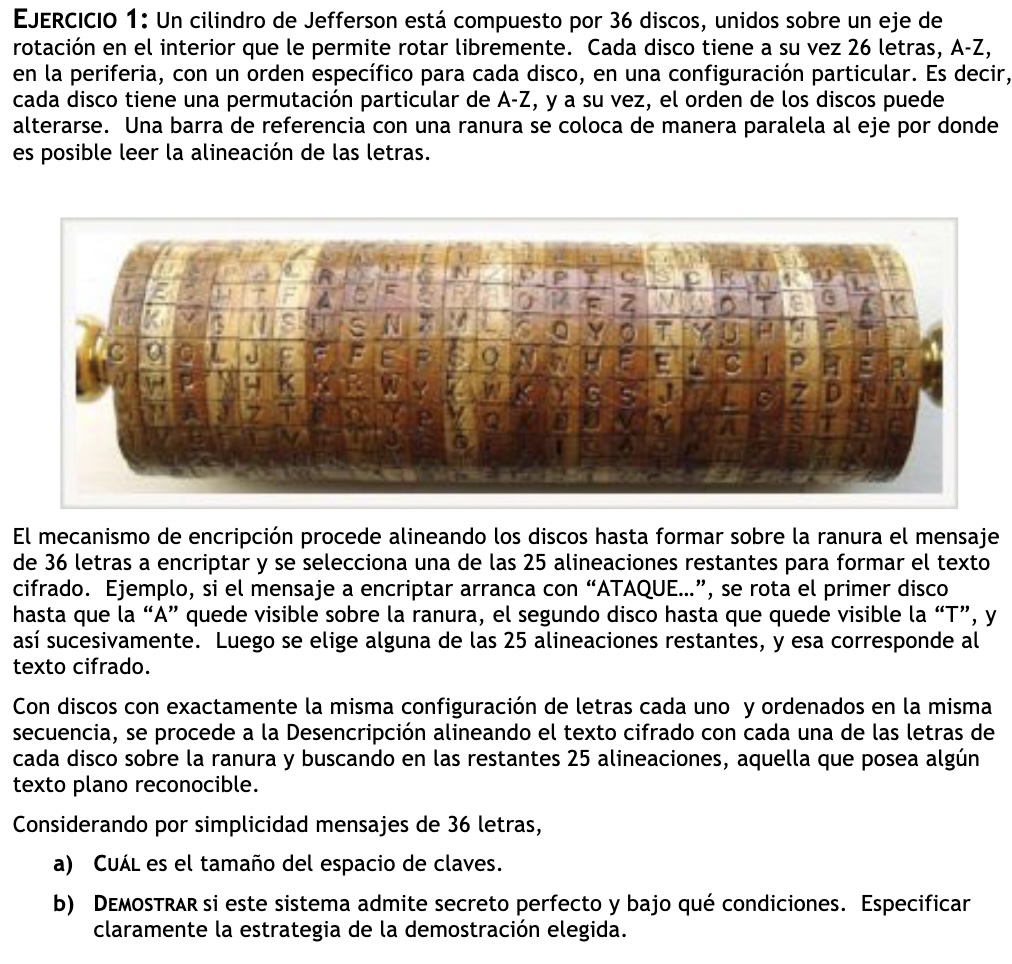 EJERCICIO 1: Un cilindro de Jefferson está compuesto por 36 discos, unidos sobre un eje de
rotación en el interior que le permite rotar libremente. Cada disco tiene a su vez 26 letras, A-Z,
en la periferia, con un orden específico para cada disco, en una configuración particular. Es decir,
cada disco tiene una permutación particular de A-Z, y a su vez, el orden de los discos puede
alterarse. Una barra de referencia con una ranura se coloca de manera paralela al eje por donde
es posible leer la alineación de las letras.
El mecanismo de encripción procede alineando los discos hasta formar sobre la ranura el mensaje
de 36 letras a encriptar y se selecciona una de las 25 alineaciones restantes para formar el texto
cifrado. Ejemplo, si el mensaje a encriptar arranca con “ATAQUE…”, se rota el primer disco
hasta que la “A” quede visible sobre la ranura, el segundo disco hasta que quede visible la “T”, y
así sucesivamente. Luego se elige alguna de las 25 alineaciones restantes, y esa corresponde al
texto cifrado.
Con discos con exactamente la misma configuración de letras cada uno y ordenados en la misma
secuencia, se procede a la Desencripción alineando el texto cifrado con cada una de las letras de
cada disco sobre la ranura y buscando en las restantes 25 alineaciones, aquella que posea algún
texto plano reconocible.
Considerando por simplicidad mensajes de 36 letras,
a) CUÁL es el tamaño del espacio de claves.
b) DEMOSTRAR si este sistema admite secreto perfecto y bajo qué condiciones. Especificar
claramente la estrategia de la demostración elegida.